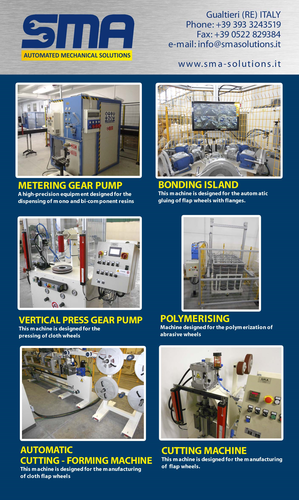 SMA
AUTOMATED MECHANICAL SOLUTIONS
Gualtieri (RE) ITALY
Phone: +39 393 3243519
Fax: +39 0522 829384
e-mail: info@smasolutions.it
www.sma-solutions.it
METERING GEAR PUMP
A high-precision equipment designed for the
dispensing of mono and bi-component resins
BONDING ISLAND
This machine is designed for the automatic
gluing of flap wheels with flanges.
VERTICAL PRESS GEAR PUMP
This machine is designed for the
pressing of cloth wheels
POLYMERISING
Machine designed for the polymerization of
abrasive wheels
AUTOMATIC
CUTTING - FORMING MACHINE
This machine is designed for the manufacturing
of cloth flap wheels
CUTTING MACHINE
This machine is designed for the manufacturing
of flap wheels.